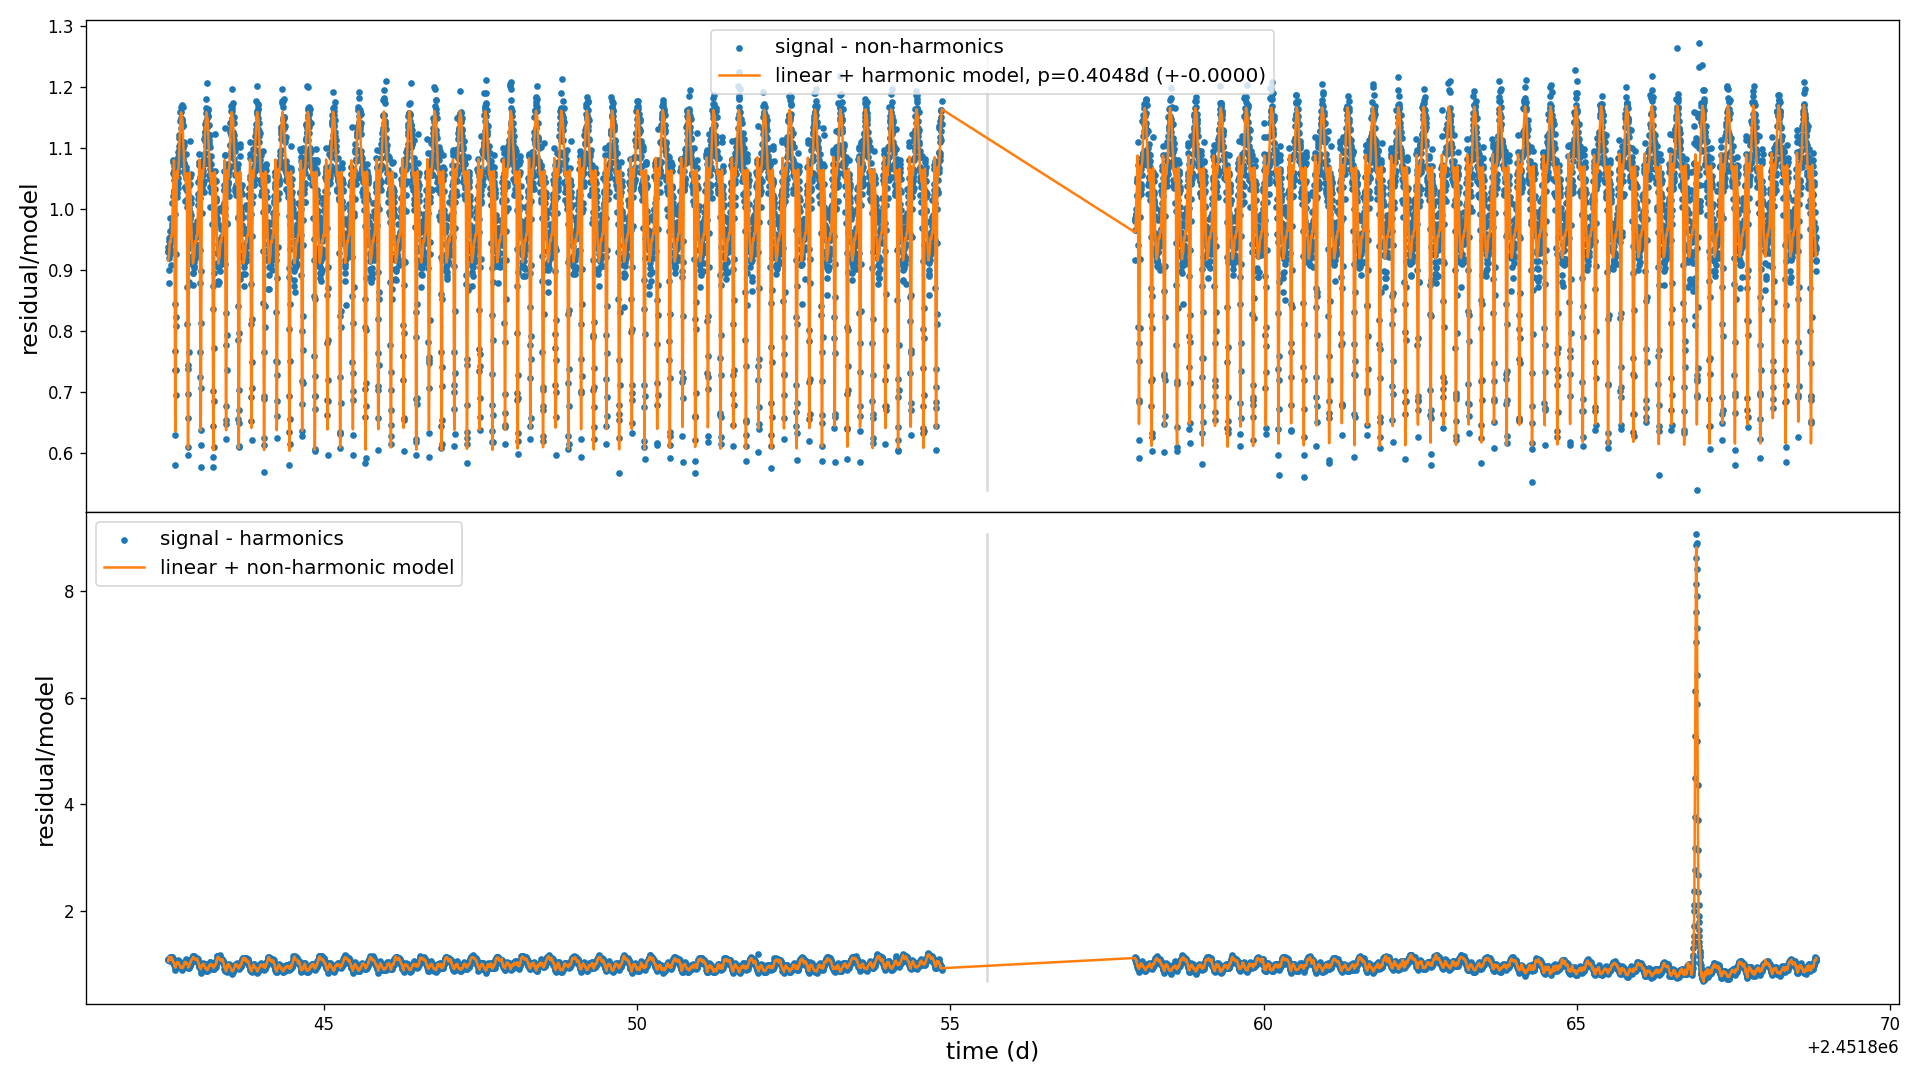 signal - non-harmonics
linear + harmonic model, p=0.4048d (+-0.0000)
1.3
1.2
1.1
1.0
0.9
0.8
0.7
0.6
residual/model
signal - harmonics
linear + non-harmonic model
8
6
4
2
residual/model
45
50
55
60
65
70
time (d)
+2.4518e6